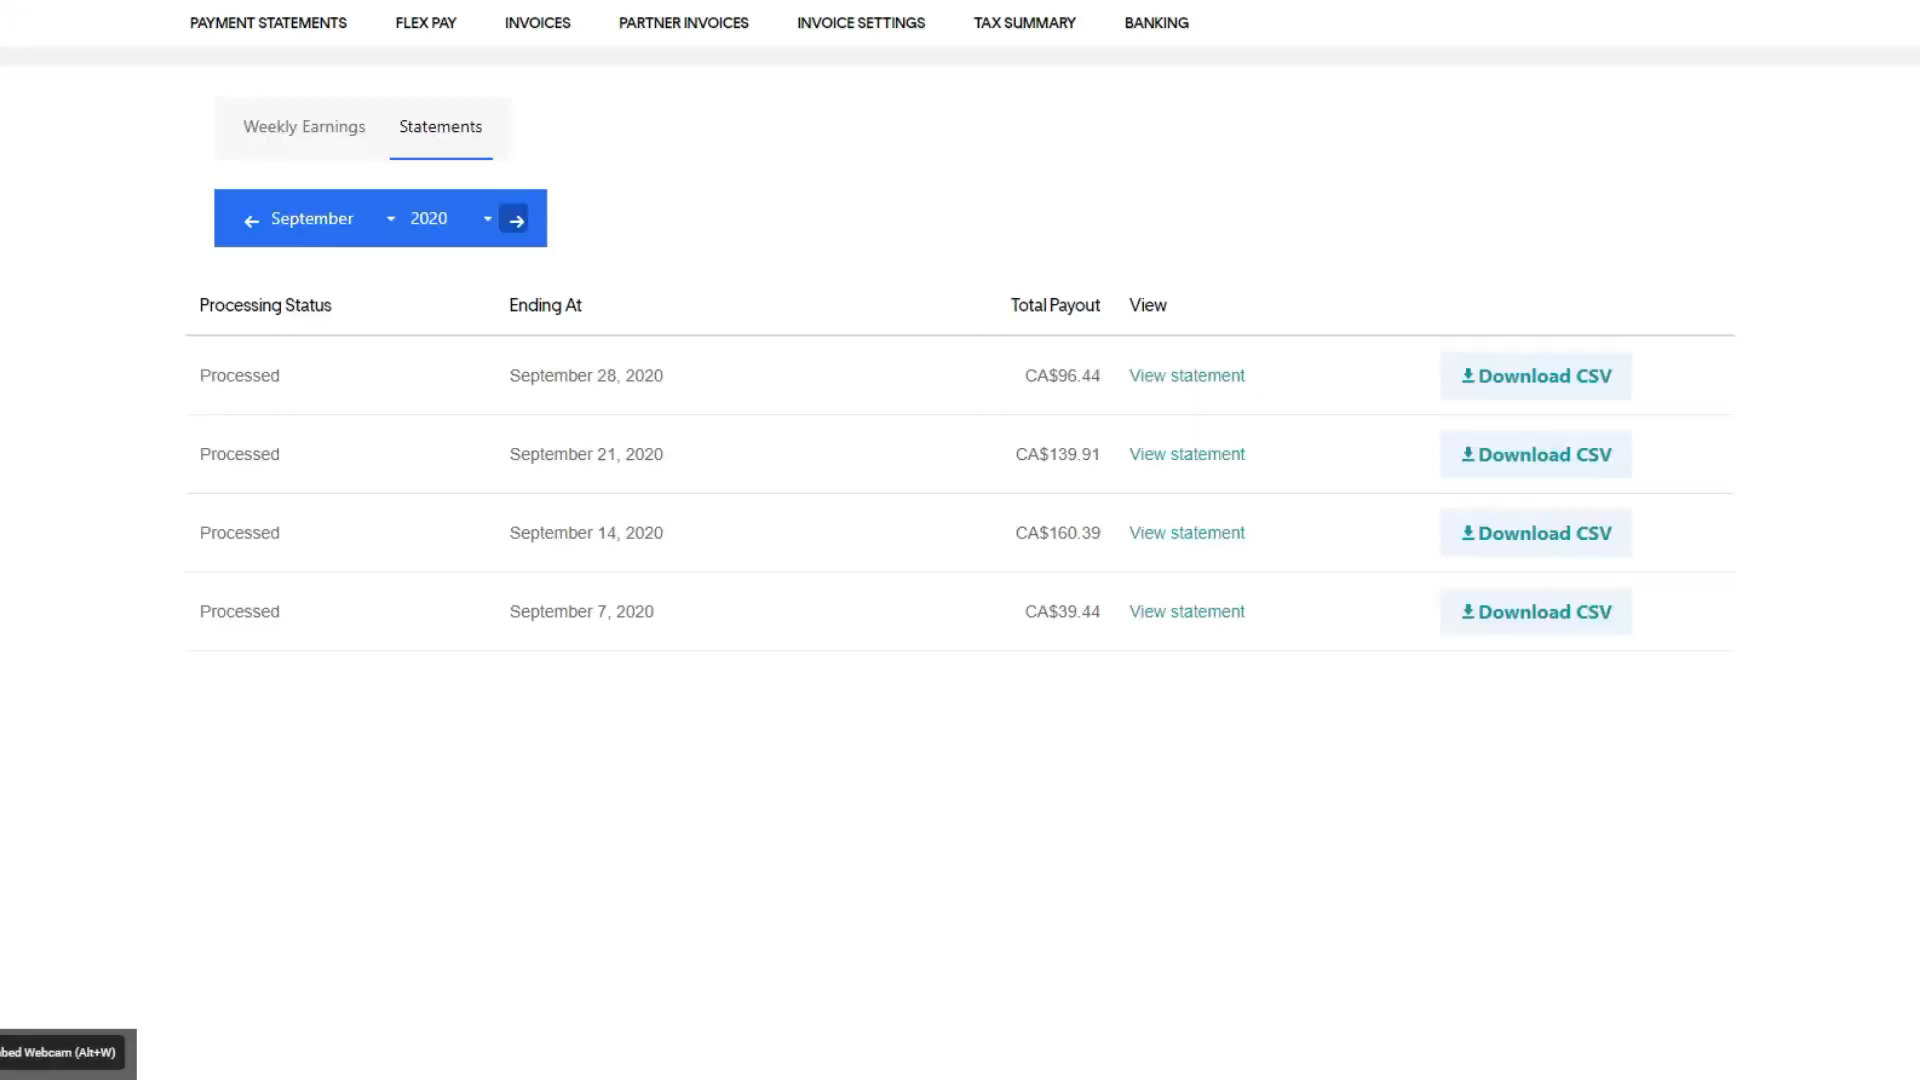 PAYMENT STATEMENTS FLEX PAY INVOICES PARTNER INVOICES INVOICE SETTINGS TAX SUMMARY BANKING
Weekly Earnings Statements
September 2020
Processing Status Ending At Total Payout View
Processed September 28, 2020 CA$96.44 View statement Download CSV
Processed September 21, 2020 CA$139.91 View statement Download CSV
Processed September 14, 2020 CA$160.39 View statement Download CSV
Processed September 7, 2020 CA$39.44 View statement Download CSV
Webcam (Alt+W)